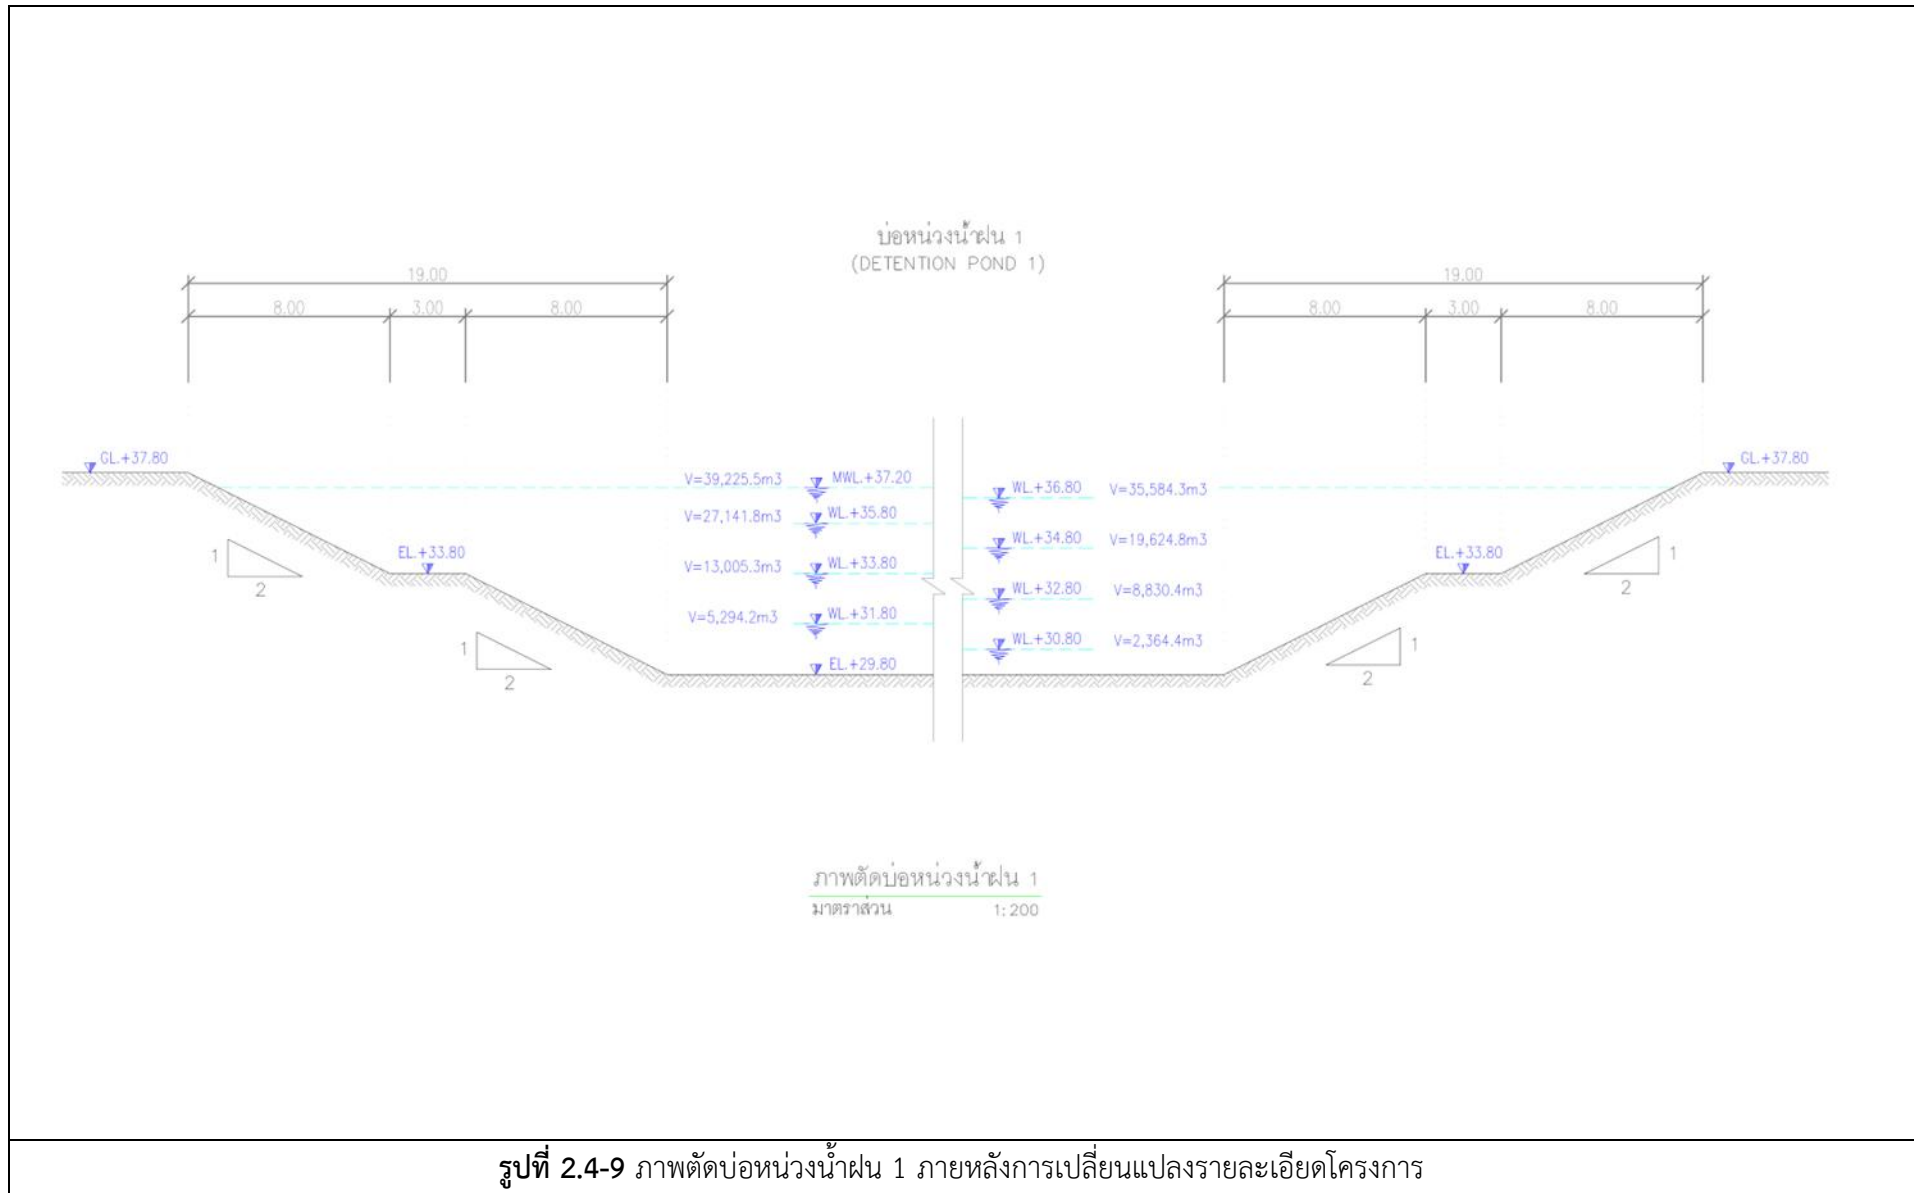 บ่อหน่วงน้ำฝน 1
(DETENTION POND 1)
19.00
19.00
8.00 3.00 8.00
8.00 3.00 8.00
GL.+37.80
GL.+37.80
V=39,225.5m3 MWL.+37.20
WL.+36.80 V=35,584.3m3
V=27,141.8m3 WL.+35.80
WL.+34.80 V=19,624.8m3
EL.+33.80
EL.+33.80
V=13,005.3m3 WL.+33.80
WL.+32.80 V=8,830.4m3
V=5,294.2m3 WL.+31.80
WL.+30.80 V=2,364.4m3
EL.+29.80
1
2
1
2
1
2
1
2
ภาพตัดบ่อหน่วงน้ำฝน 1
มาตราส่วน 1:200
รูปที่ 2.4-9 ภาพตัดบ่อหน่วงน้ำฝน 1 ภายหลังการเปลี่ยนแปลงรายละเอียดโครงการ